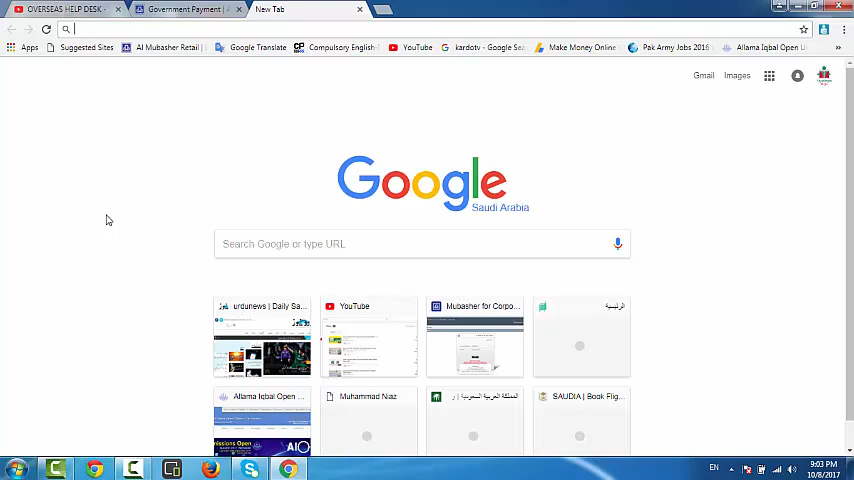 OVERSEAS HELP DESK -
Government Payment | A
New Tab
Apps
Suggested Sites
Al Mubasher Retail |
Google Translate
Compulsory English-
YouTube
kardotv - Google Sea
Make Money Online
Pak Army Jobs 2016
Allama Iqbal Open U
Gmail
Images
Google
Saudi Arabia
Search Google or type URL
urdunews | Daily Sa...
YouTube
Mubasher for Corpo...
الرئيسية
Allama Iqbal Open ...
Muhammad Niaz
المملكة العربية السعودية | و
SAUDIA | Book Flig...
missions Open
AIO
EN
9:03 PM
10/8/2017